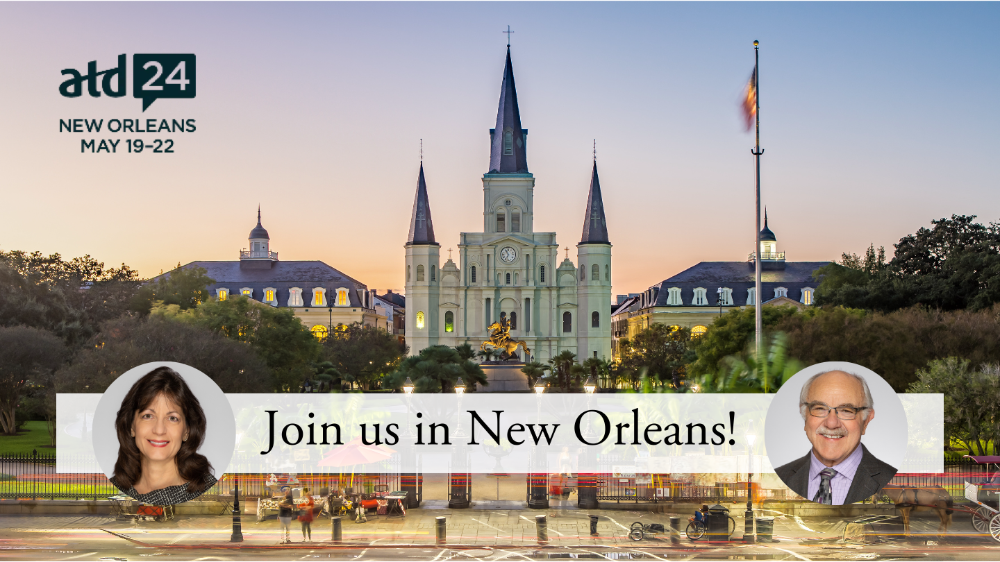 atd 24
NEW ORLEANS
MAY 19–22
Join us in New Orleans!